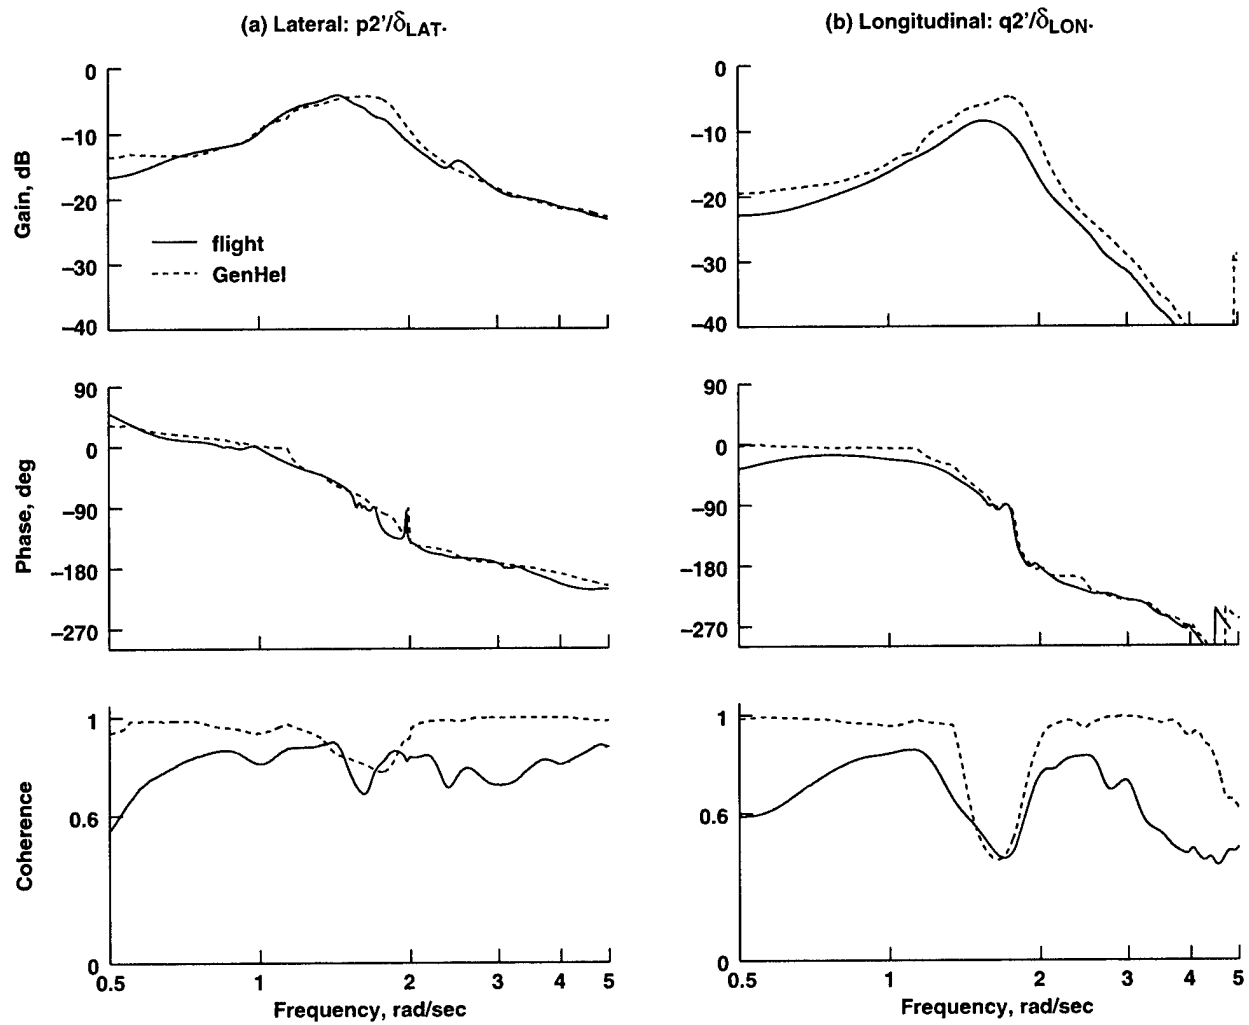 (a) Lateral: p2'/δLAT.
(b) Longitudinal: q2'/δLON.
Gain, dB
0
−10
−20
−30
−40
flight
GenHel
0
−10
−20
−30
−40
Phase, deg
90
0
−90
−180
−270
90
0
−90
−180
−270
Coherence
1
0.6
0
0.5 1 2 3 4 5
Frequency, rad/sec
1
0.6
0
0.5 1 2 3 4 5
Frequency, rad/sec